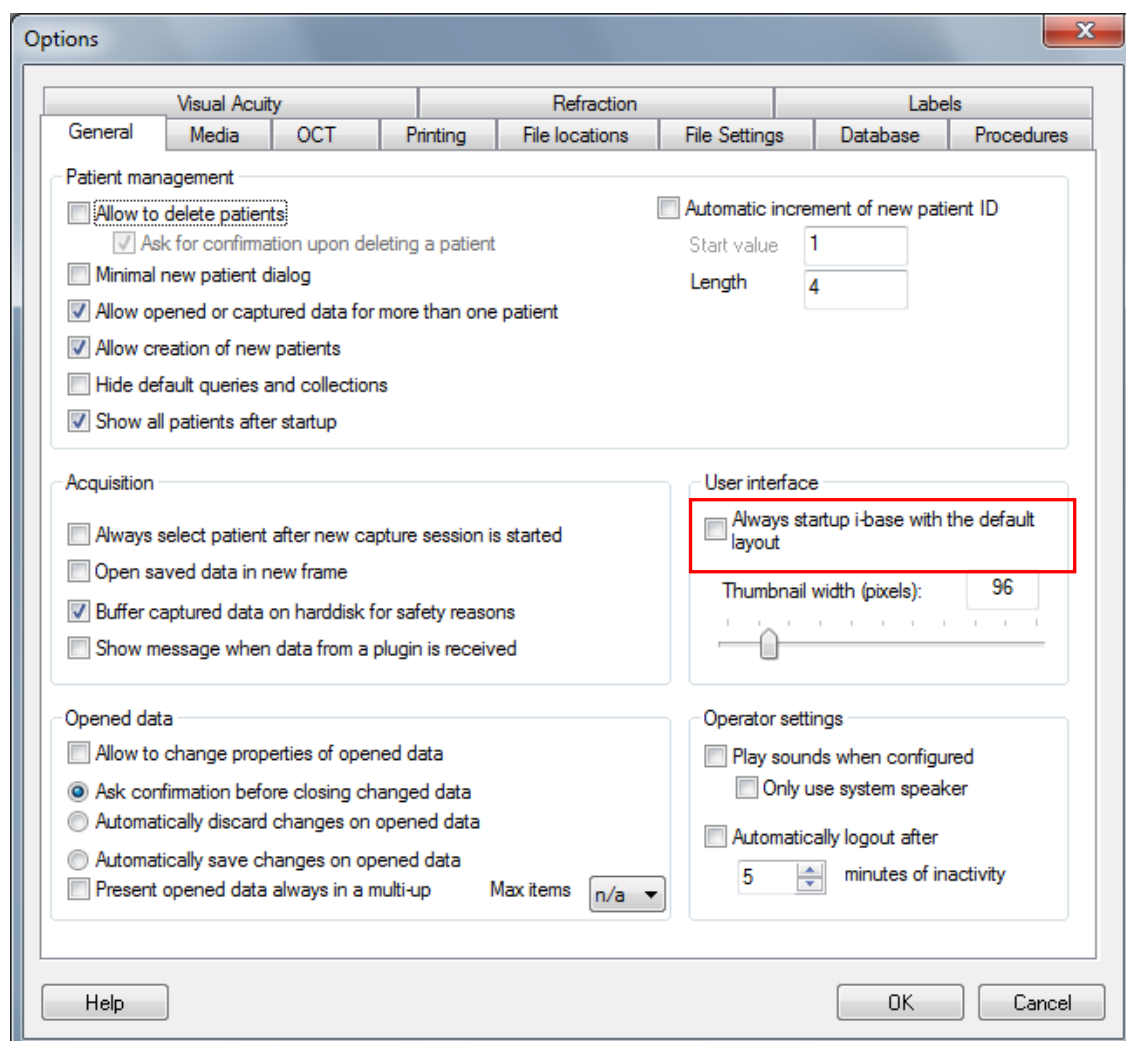 Options
Visual Acuity
Refraction
Labels
General
Media
OCT
Printing
File locations
File Settings
Database
Procedures
Patient management
Allow to delete patients
Ask for confirmation upon deleting a patient
Minimal new patient dialog
Allow opened or captured data for more than one patient
Allow creation of new patients
Hide default queries and collections
Show all patients after startup
Automatic increment of new patient ID
Start value 1
Length 4
Acquisition
Always select patient after new capture session is started
Open saved data in new frame
Buffer captured data on harddisk for safety reasons
Show message when data from a plugin is received
User interface
Always startup i-base with the default
layout
Thumbnail width (pixels): 96
Opened data
Allow to change properties of opened data
Ask confirmation before closing changed data
Automatically discard changes on opened data
Automatically save changes on opened data
Present opened data always in a multi-up Max items n/a
Operator settings
Play sounds when configured
Only use system speaker
Automatically logout after
5 minutes of inactivity
Help
OK
Cancel